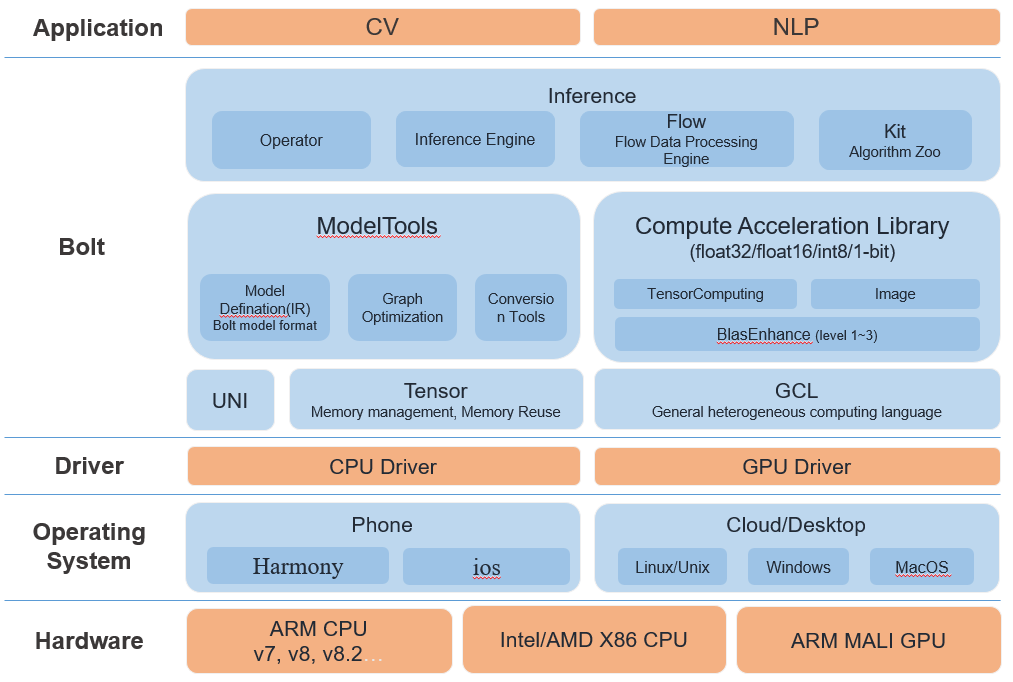 Application
CV
NLP
Bolt
Inference
Operator
Inference Engine
Flow
Flow Data Processing
Engine
Kit
Algorithm Zoo
ModelTools
Model
Defination(IR)
Bolt model format
Graph
Optimization
Conversio
n Tools
Compute Acceleration Library
(float32/float16/int8/1-bit)
TensorComputing
Image
BlasEnhance (level 1~3)
UNI
Tensor
Memory management, Memory Reuse
GCL
General heterogeneous computing language
Driver
CPU Driver
GPU Driver
Operating
System
Phone
Harmony
ios
Cloud/Desktop
Linux/Unix
Windows
MacOS
Hardware
ARM CPU
v7, v8, v8.2…
Intel/AMD X86 CPU
ARM MALI GPU